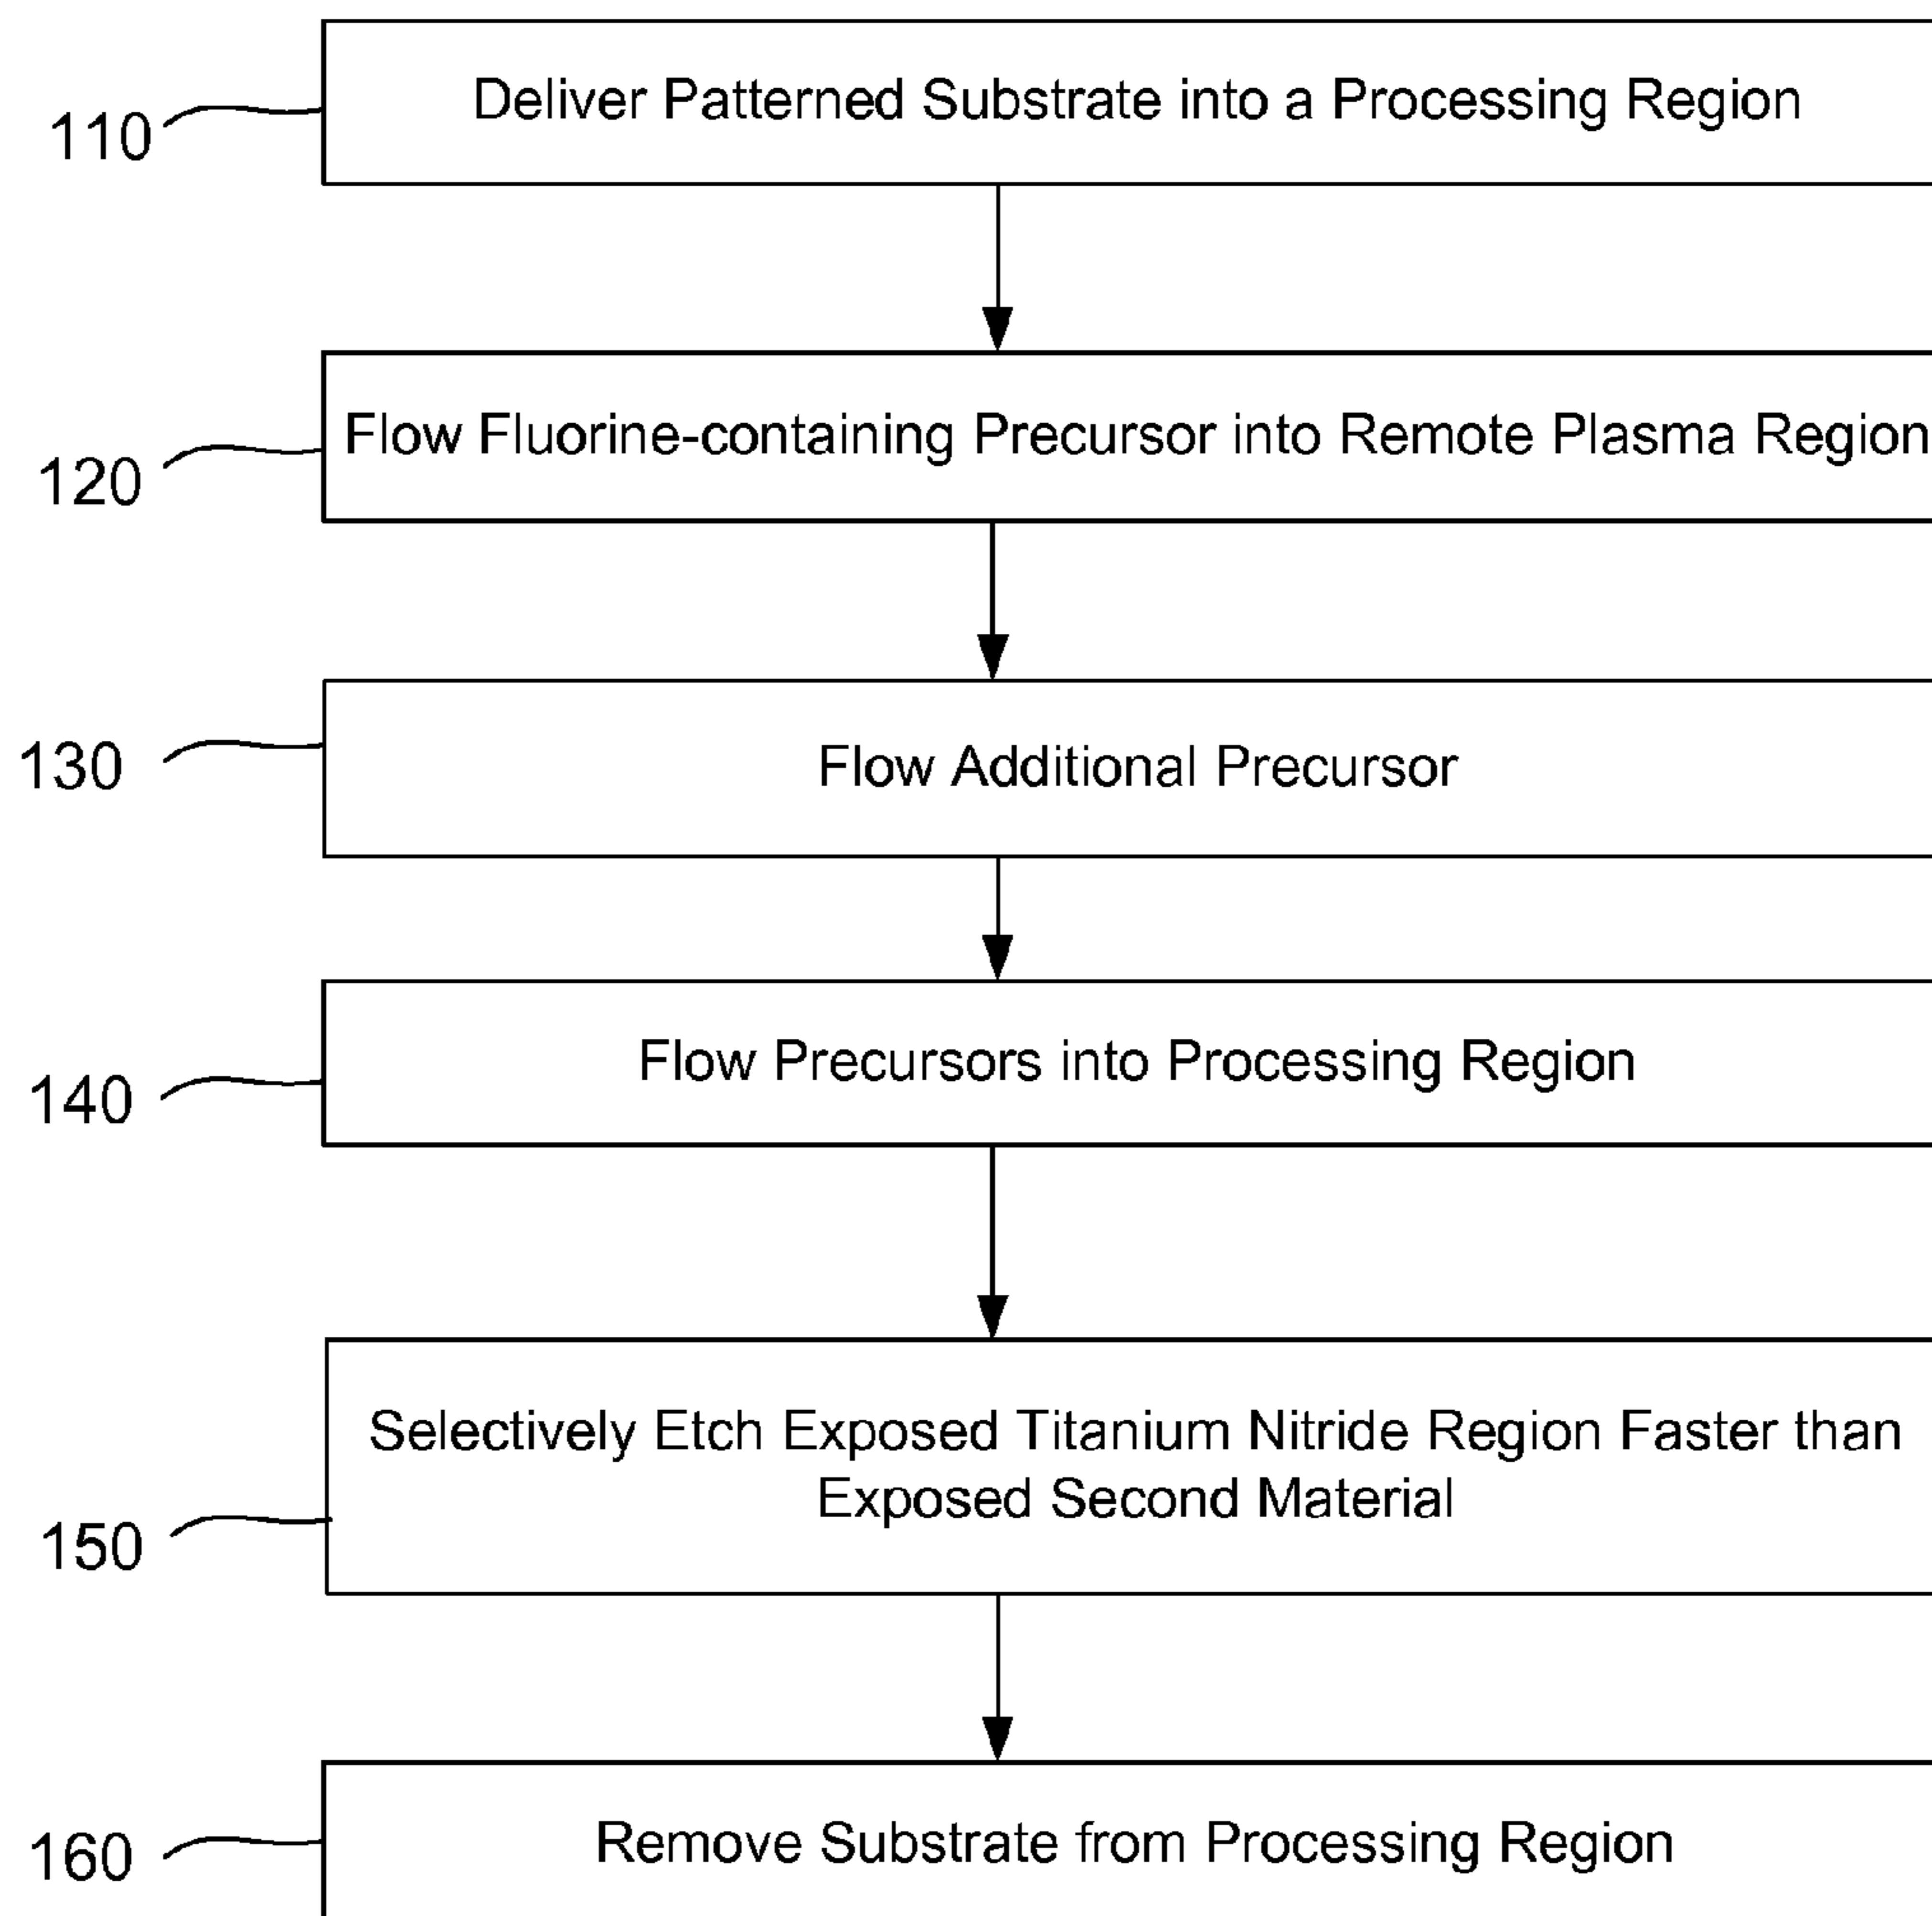 110
Deliver Patterned Substrate into a Processing Region
120
Flow Fluorine-containing Precursor into Remote Plasma Region
130
Flow Additional Precursor
140
Flow Precursors into Processing Region
150
Selectively Etch Exposed Titanium Nitride Region Faster than
Exposed Second Material
160
Remove Substrate from Processing Region